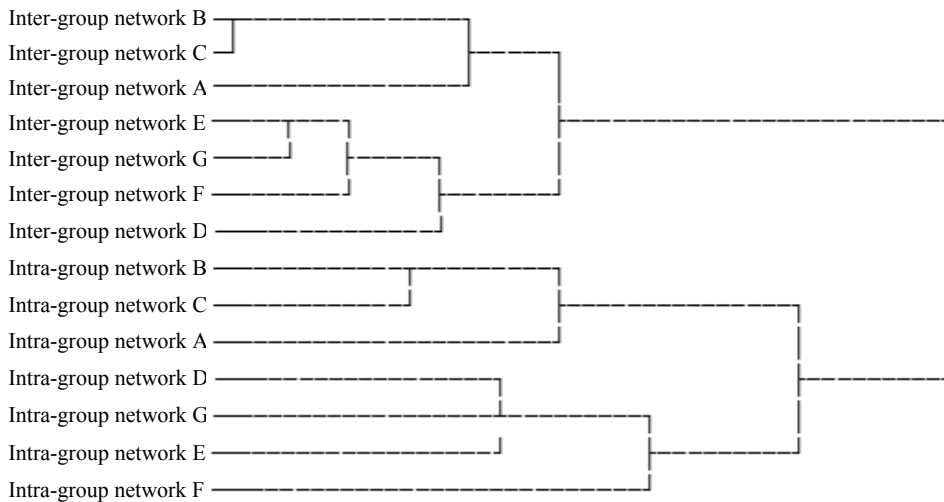 Inter-group network B
Inter-group network C
Inter-group network A
Inter-group network E
Inter-group network G
Inter-group network F
Inter-group network D
Intra-group network B
Intra-group network C
Intra-group network A
Intra-group network D
Intra-group network G
Intra-group network E
Intra-group network F